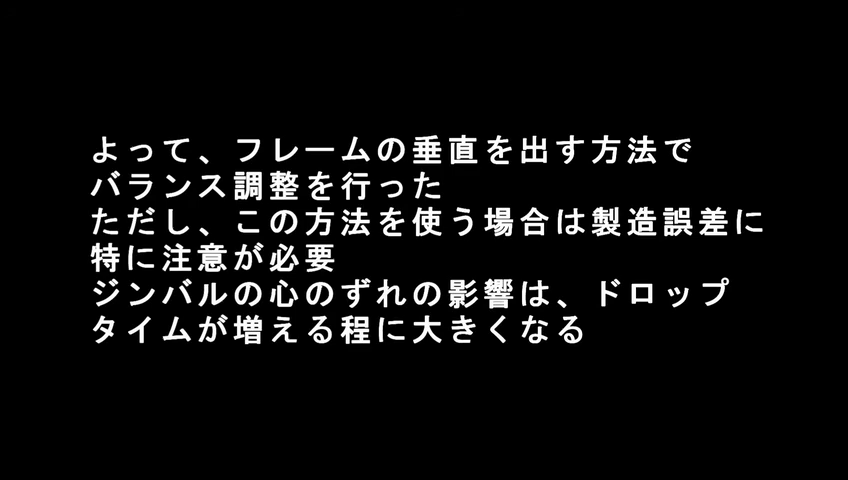 よって、フレームの垂直を出す方法で
バランス調整を行った
ただし、この方法を使う場合は製造誤差に
特に注意が必要
ジンバルの心のずれの影響は、ドロップ
タイムが増える程に大きくなる